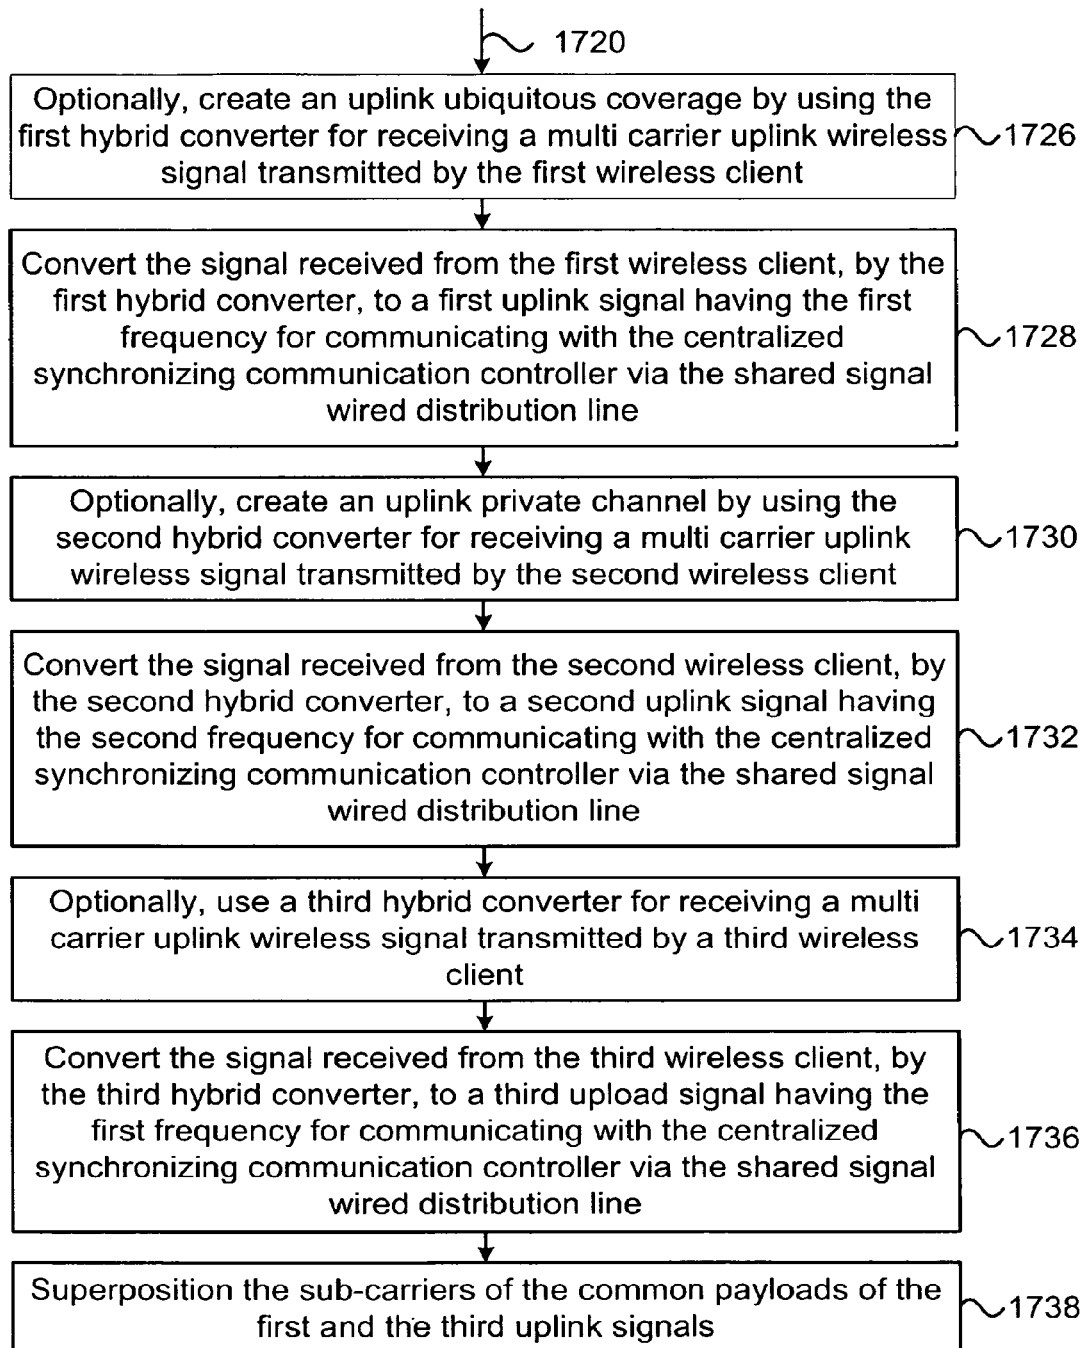 1720
Optionally, create an uplink ubiquitous coverage by using the
first hybrid converter for receiving a multi carrier uplink wireless
signal transmitted by the first wireless client
1726
Convert the signal received from the first wireless client, by the
first hybrid converter, to a first uplink signal having the first
frequency for communicating with the centralized
synchronizing communication controller via the shared signal
wired distribution line
1728
Optionally, create an uplink private channel by using the
second hybrid converter for receiving a multi carrier uplink
wireless signal transmitted by the second wireless client
1730
Convert the signal received from the second wireless client, by
the second hybrid converter, to a second uplink signal having
the second frequency for communicating with the centralized
synchronizing communication controller via the shared signal
wired distribution line
1732
Optionally, use a third hybrid converter for receiving a multi
carrier uplink wireless signal transmitted by a third wireless
client
1734
Convert the signal received from the third wireless client, by
the third hybrid converter, to a third upload signal having the
first frequency for communicating with the centralized
synchronizing communication controller via the shared signal
wired distribution line
1736
Superposition the sub-carriers of the common payloads of the
first and the third uplink signals
1738